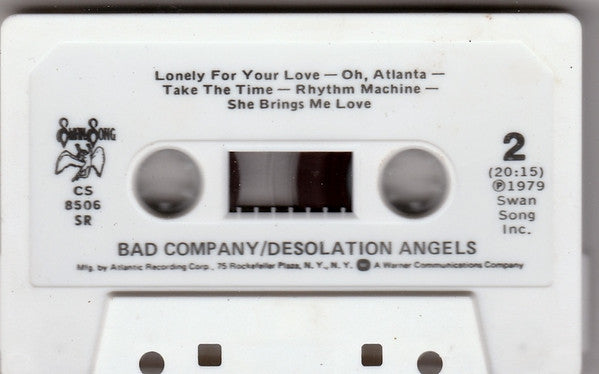 Lonely For Your Love — Oh, Atlanta —
Take The Time — Rhythm Machine —
She Brings Me Love
SWAN SONG
CS
8506
SR
2
(20:15)
℗1979
Swan
Song
Inc.
BAD COMPANY/DESOLATION ANGELS
Mfg. by Atlantic Recording Corp., 75 Rockefeller Plaza, N.Y., N.Y. A Warner Communications Company